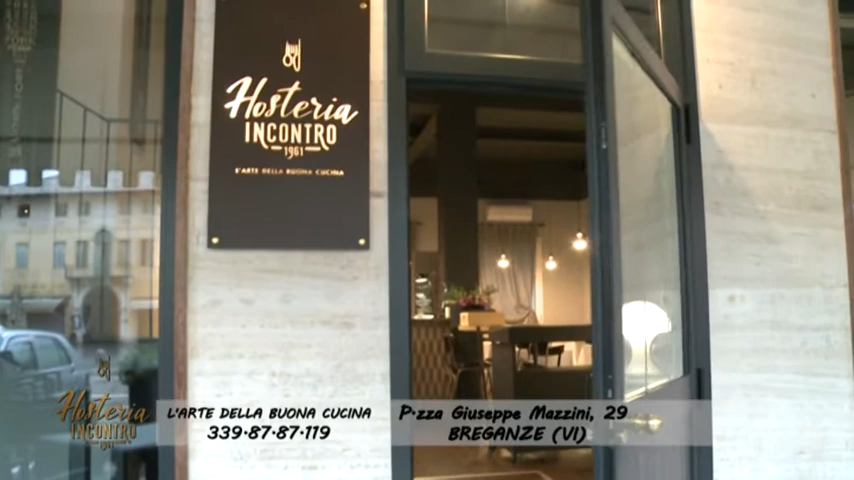 Hosteria
INCONTRO
1961
L'ARTE DELLA BUONA CUCINA
Hosteria
INCONTRO
1961
L'ARTE DELLA BUONA CUCINA
339·87·87·119
P.zza Giuseppe Mazzini, 29
BREGANZE (VI)